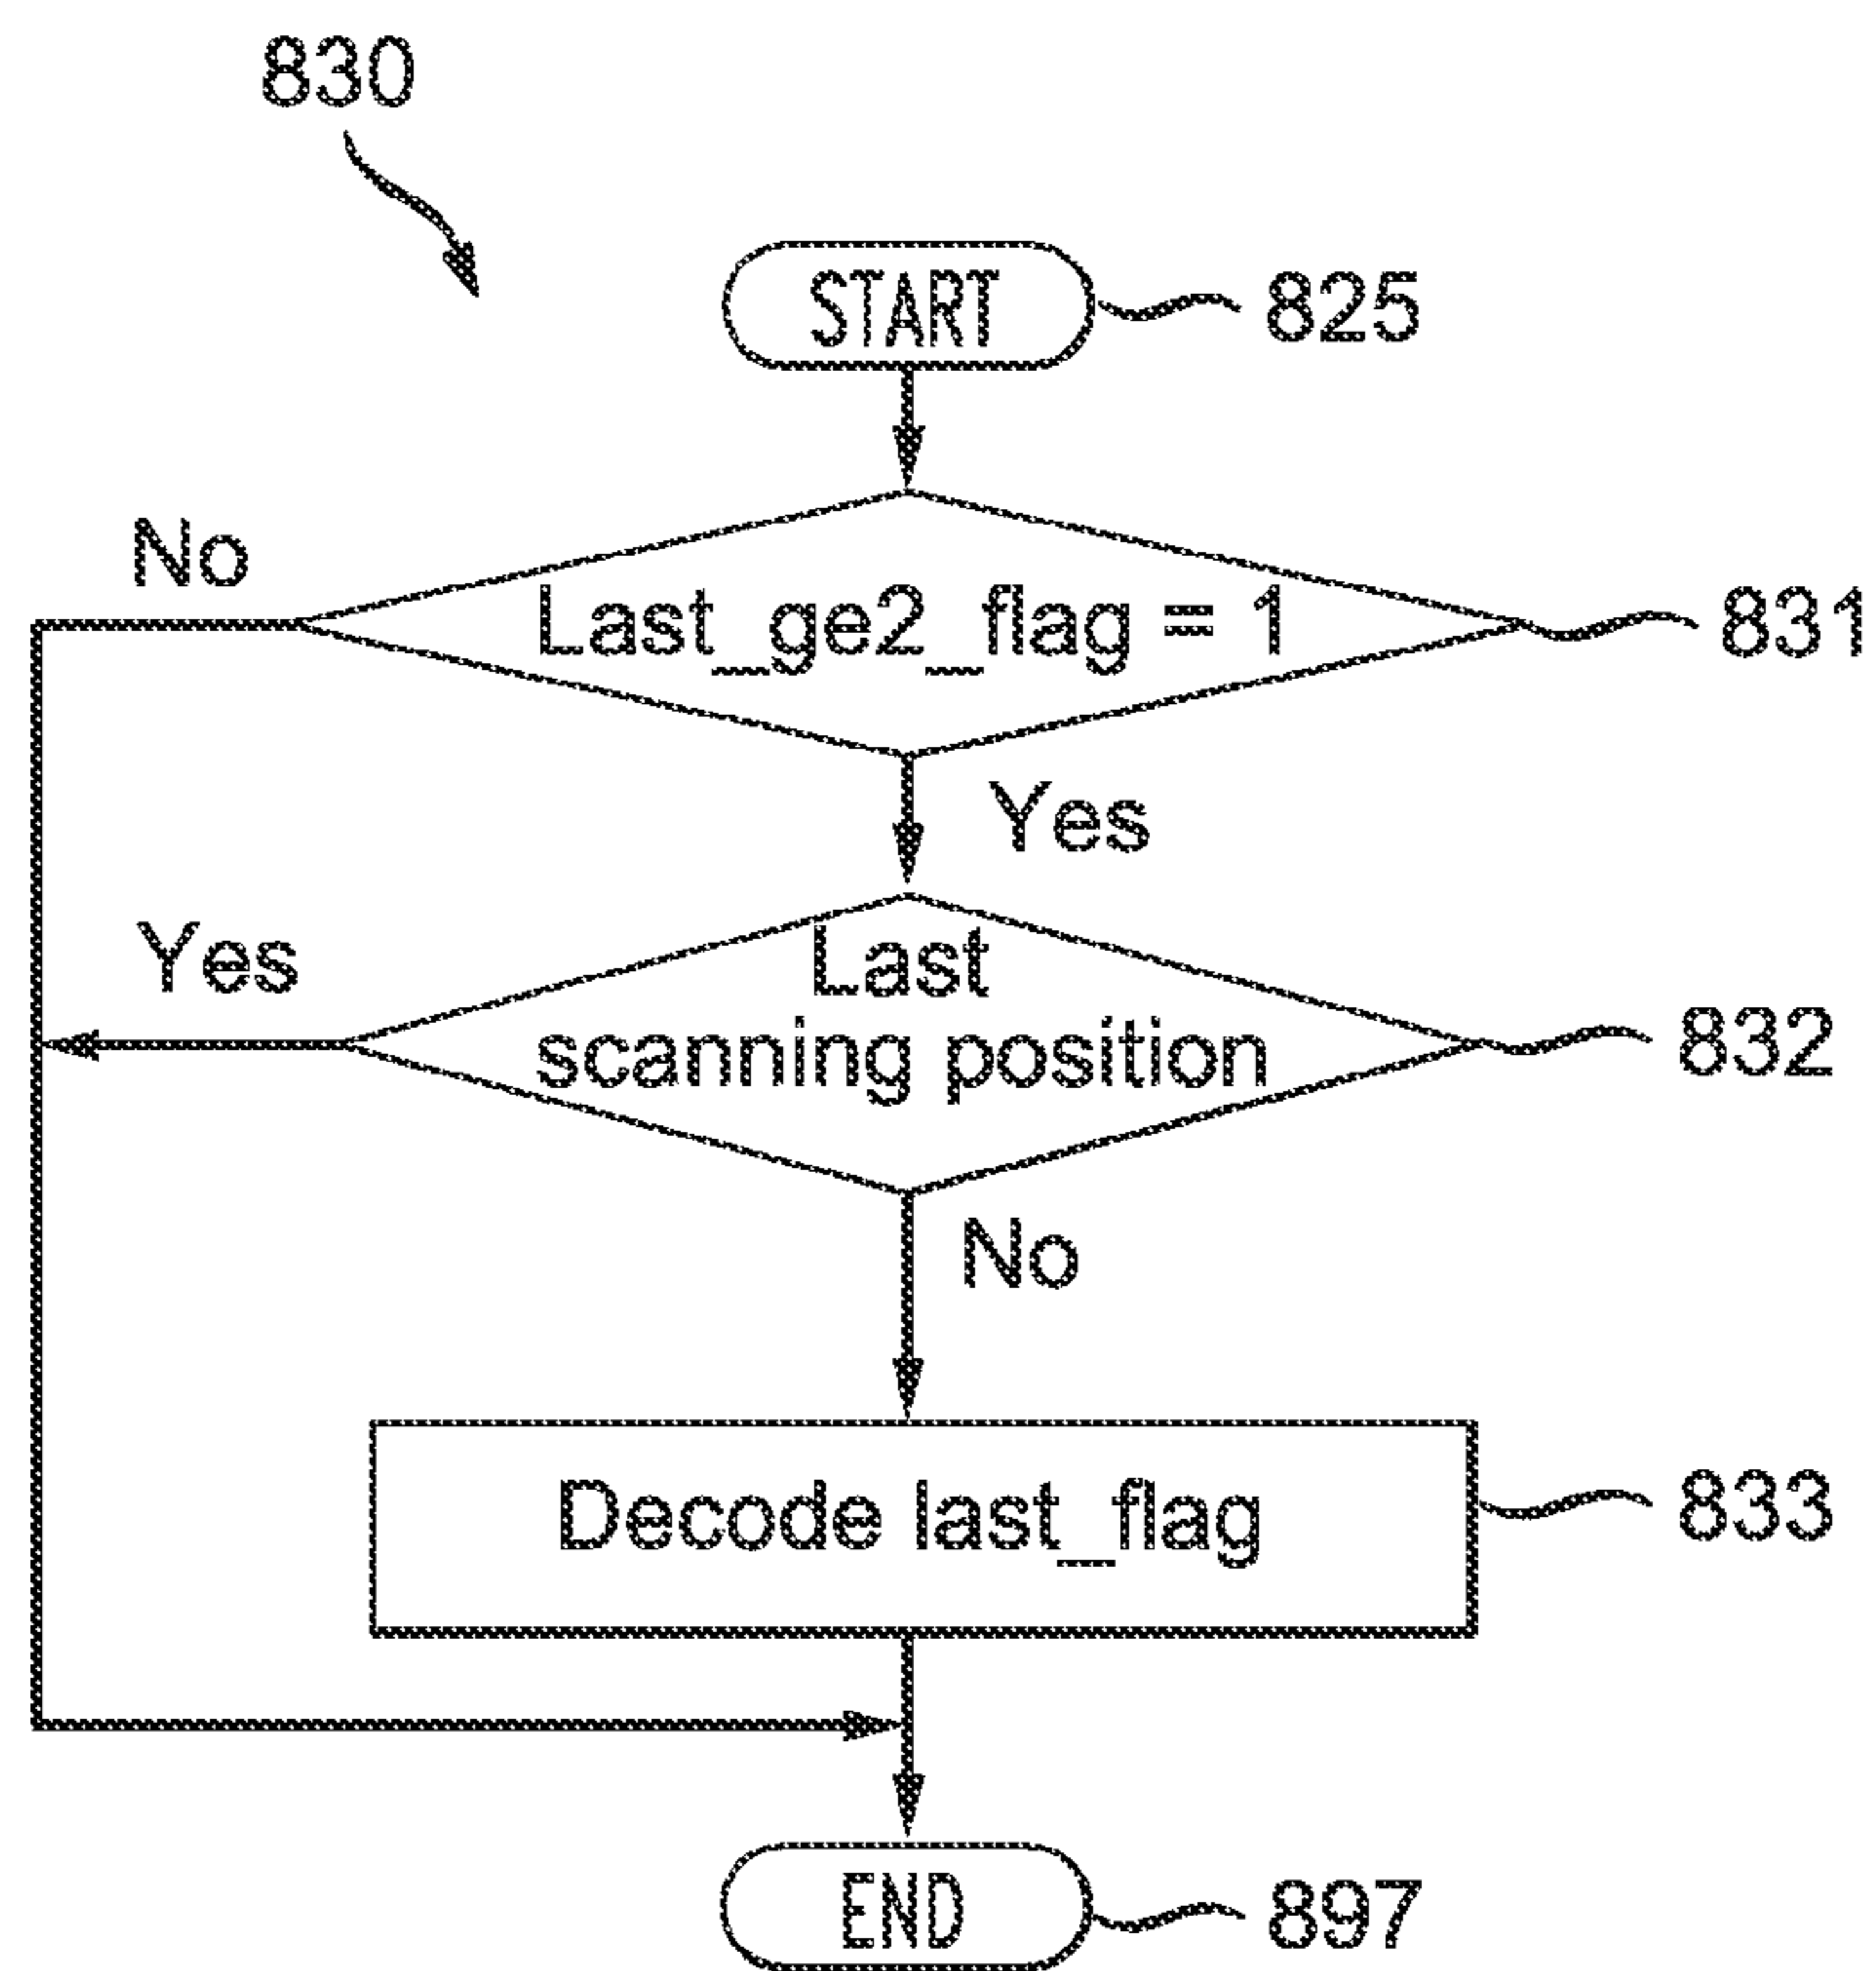 830
START
825
No
Last_ge2_flag = 1
831
Yes
Yes
Last
scanning position
832
No
Decode last_flag
833
END
897